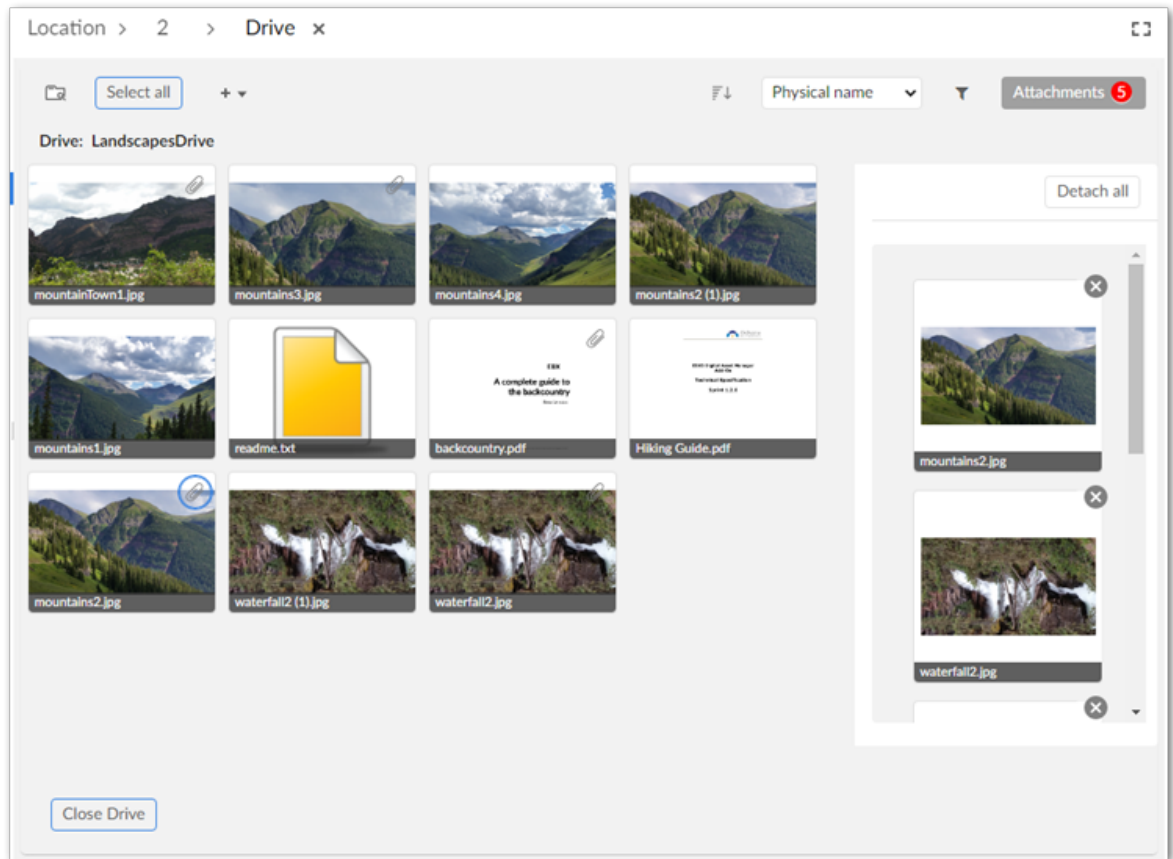 Location > 2 > Drive ×
Select all + Physical name Attachments 5
Drive: LandscapesDrive
Detach all
mountainTown1.jpg mountains3.jpg mountains4.jpg mountains2 (1).jpg
A complete guide to
the backcountry
Technical Specification
mountains1.jpg readme.txt backcountry.pdf Hiking Guide.pdf
mountains2.jpg
mountains2.jpg waterfall2 (1).jpg waterfall2.jpg
waterfall2.jpg
Close Drive